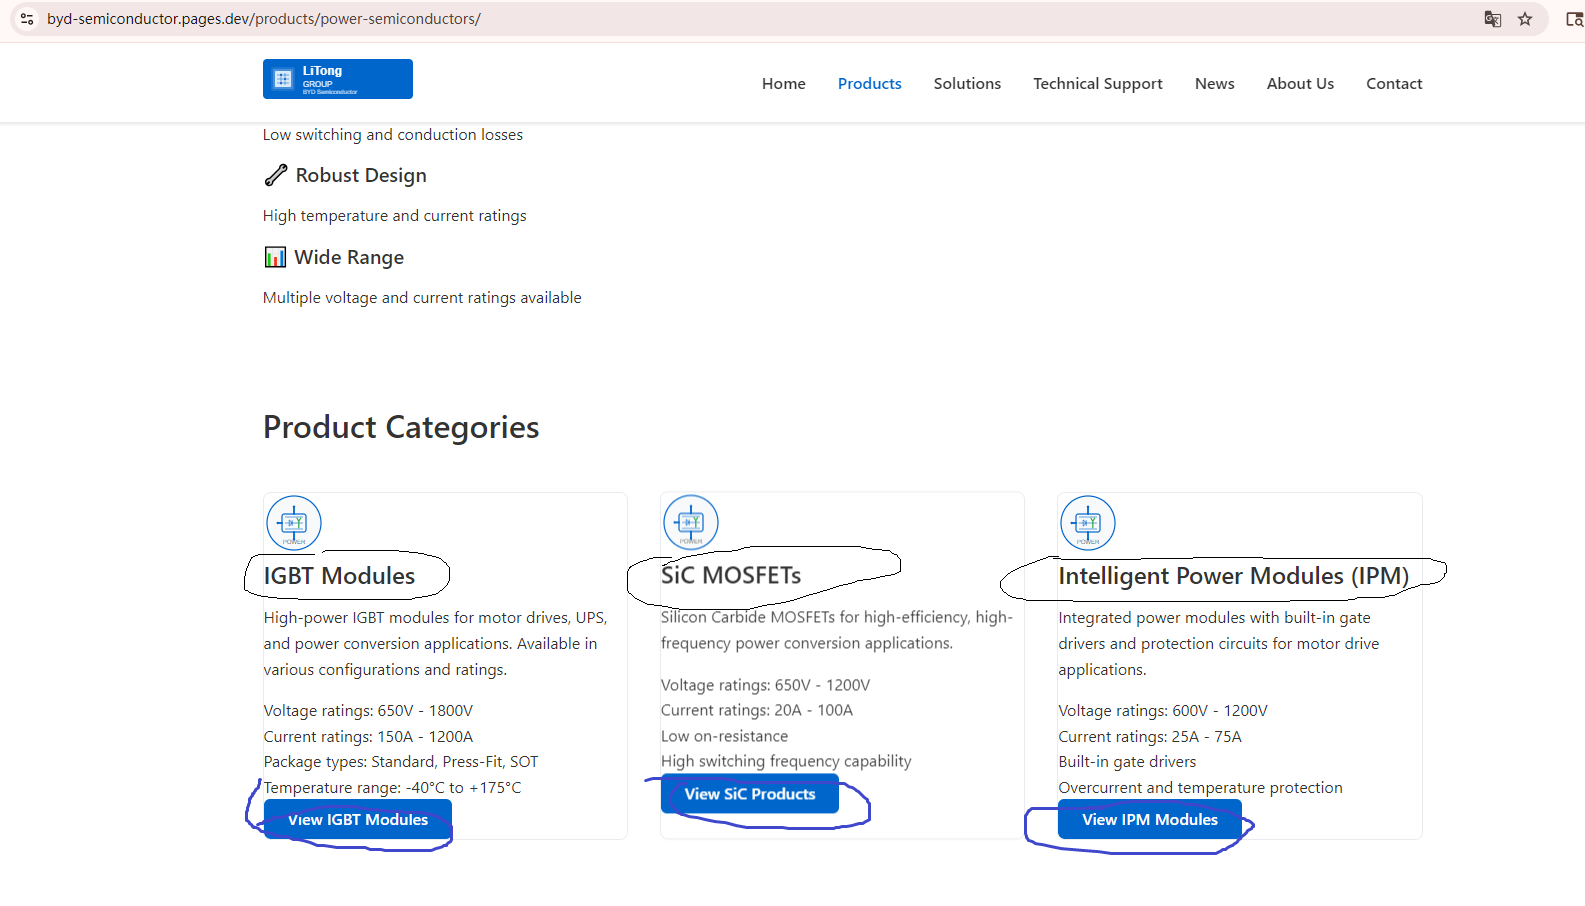 byd-semiconductor.pages.dev/products/power-semiconductors/
LiTong
GROUP
BYD Semiconductor
Home Products Solutions Technical Support News About Us Contact
Low switching and conduction losses
Robust Design
High temperature and current ratings
Wide Range
Multiple voltage and current ratings available
Product Categories
POWER
IGBT Modules
High-power IGBT modules for motor drives, UPS,
and power conversion applications. Available in
various configurations and ratings.
Voltage ratings: 650V - 1800V
Current ratings: 150A - 1200A
Package types: Standard, Press-Fit, SOT
Temperature range: -40°C to +175°C
View IGBT Modules
POWER
SiC MOSFETs
Silicon Carbide MOSFETs for high-efficiency, high-
frequency power conversion applications.
Voltage ratings: 650V - 1200V
Current ratings: 20A - 100A
Low on-resistance
High switching frequency capability
View SiC Products
POWER
Intelligent Power Modules (IPM)
Integrated power modules with built-in gate
drivers and protection circuits for motor drive
applications.
Voltage ratings: 600V - 1200V
Current ratings: 25A - 75A
Built-in gate drivers
Overcurrent and temperature protection
View IPM Modules